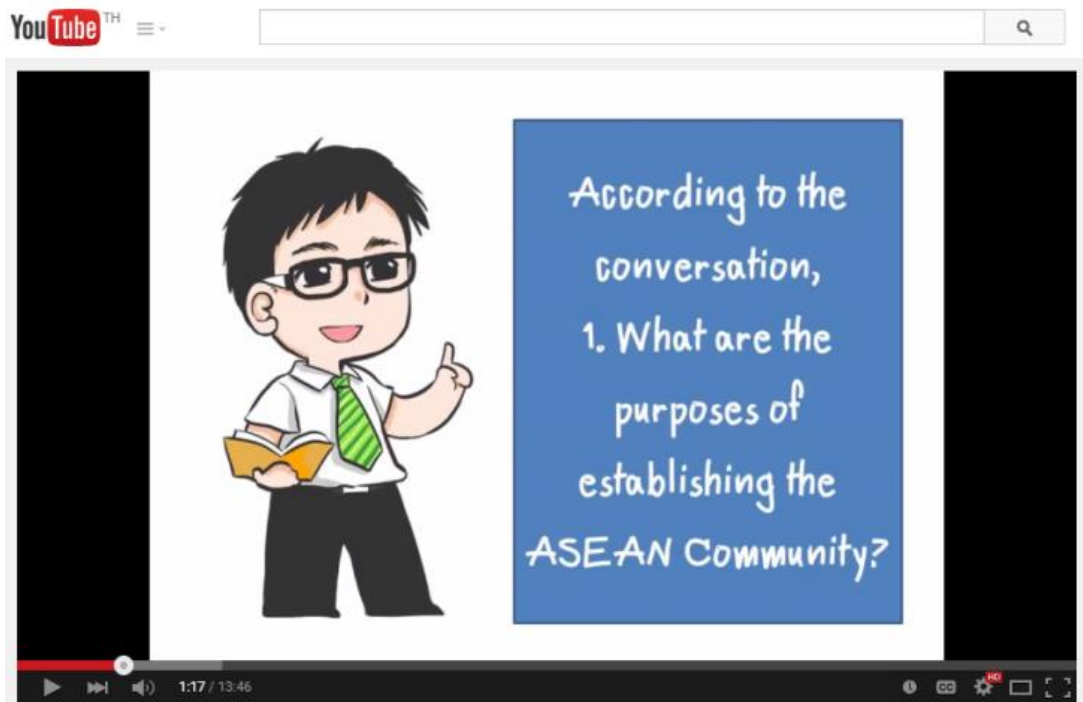 YouTube TH
According to the
conversation,
1. What are the
purposes of
establishing the
ASEAN Community?
1:17 / 13:46
CC
HD